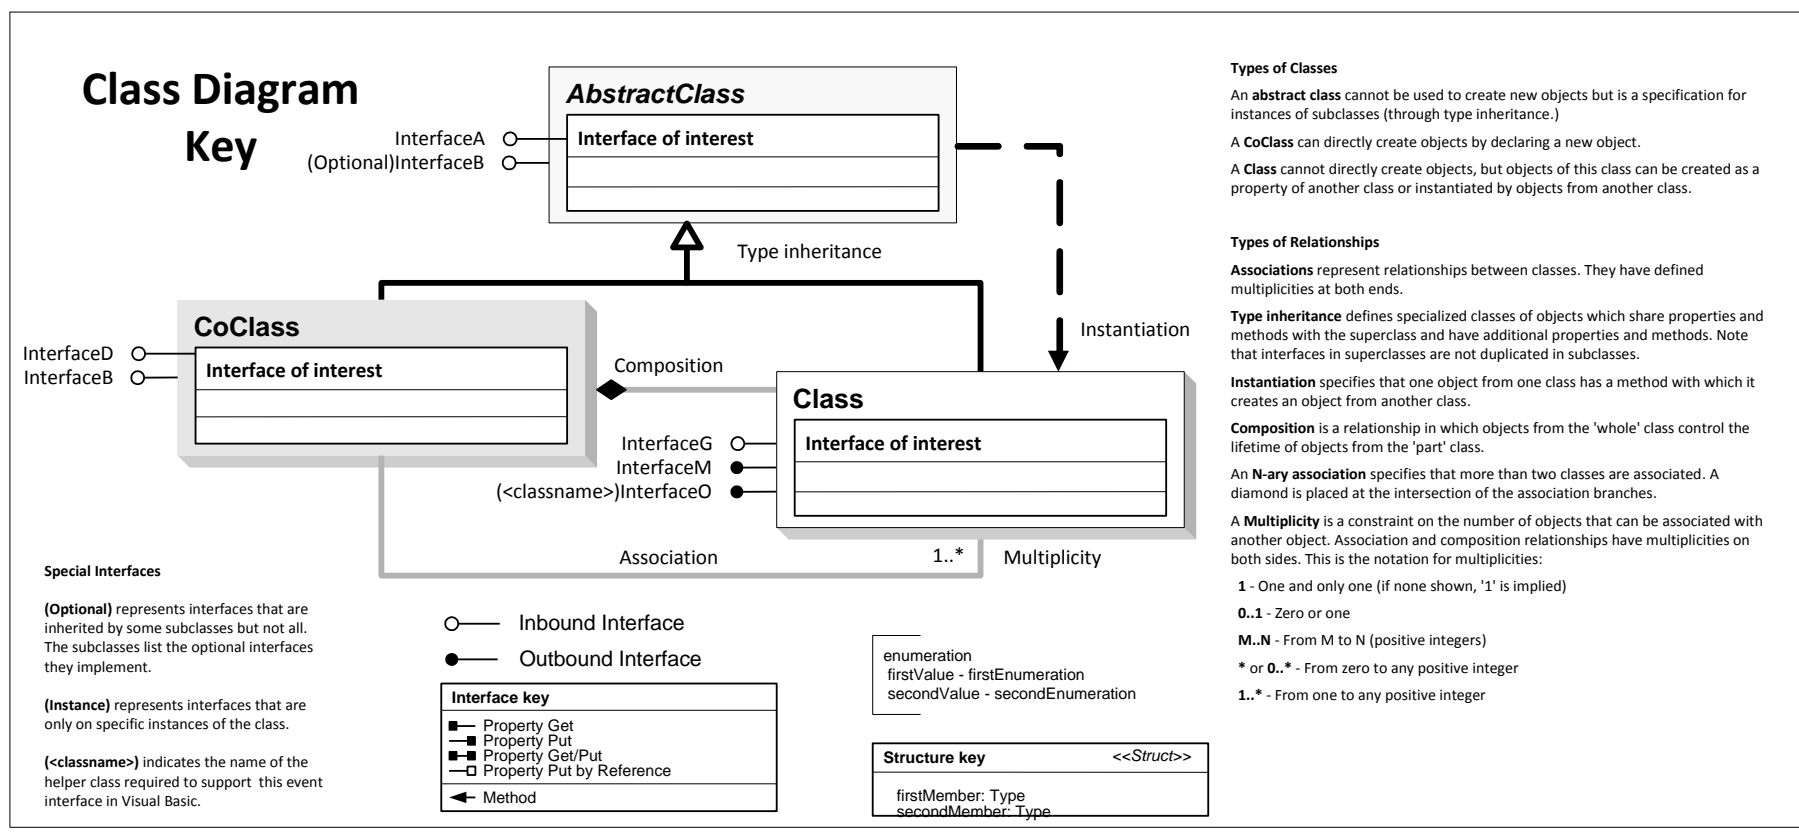 Class Diagram
Key
AbstractClass
Interface of interest
InterfaceA
(Optional)InterfaceB
Type inheritance
Instantiation
CoClass
Interface of interest
InterfaceD
InterfaceB
Composition
Class
Interface of interest
InterfaceG
InterfaceM
(<classname>)InterfaceO
Association
1..*
Multiplicity
Special Interfaces
(Optional) represents interfaces that are
inherited by some subclasses but not all.
The subclasses list the optional interfaces
they implement.
(Instance) represents interfaces that are
only on specific instances of the class.
(<classname>) indicates the name of the
helper class required to support this event
interface in Visual Basic.
Inbound Interface
Outbound Interface
Interface key
Property Get
Property Put
Property Get/Put
Property Put by Reference
Method
enumeration
firstValue - firstEnumeration
secondValue - secondEnumeration
Structure key <<Struct>>
firstMember: Type
secondMember: Type
Types of Classes
An abstract class cannot be used to create new objects but is a specification for
instances of subclasses (through type inheritance.)
A CoClass can directly create objects by declaring a new object.
A Class cannot directly create objects, but objects of this class can be created as a
property of another class or instantiated by objects from another class.
Types of Relationships
Associations represent relationships between classes. They have defined
multiplicities at both ends.
Type inheritance defines specialized classes of objects which share properties and
methods with the superclass and have additional properties and methods. Note
that interfaces in superclasses are not duplicated in subclasses.
Instantiation specifies that one object from one class has a method with which it
creates an object from another class.
Composition is a relationship in which objects from the 'whole' class control the
lifetime of objects from the 'part' class.
An N-ary association specifies that more than two classes are associated. A
diamond is placed at the intersection of the association branches.
A Multiplicity is a constraint on the number of objects that can be associated with
another object. Association and composition relationships have multiplicities on
both sides. This is the notation for multiplicities:
1 - One and only one (if none shown, '1' is implied)
0..1 - Zero or one
M..N - From M to N (positive integers)
* or 0..* - From zero to any positive integer
1..* - From one to any positive integer